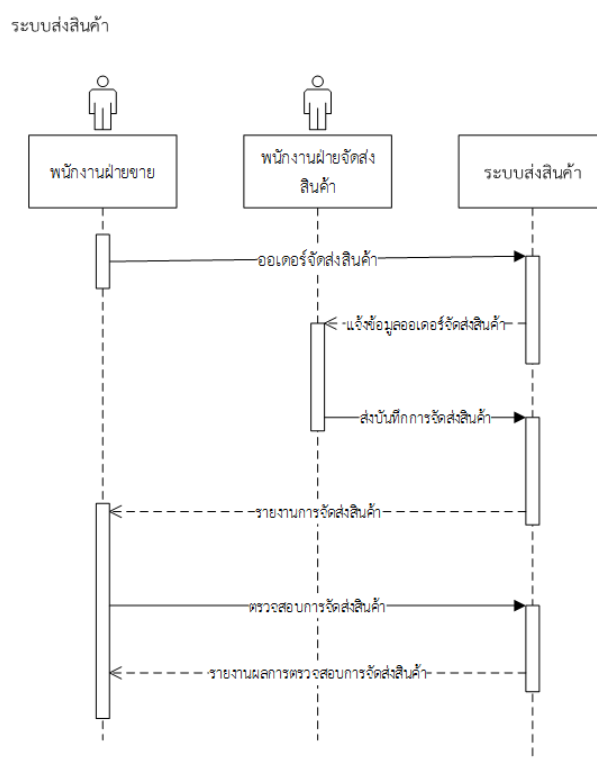 ระบบส่งสินค้า
พนักงานฝ่ายขาย
พนักงานฝ่ายจัดส่ง
สินค้า
ระบบส่งสินค้า
ออเดอร์จัดส่งสินค้า
แจ้งข้อมูลออเดอร์จัดส่งสินค้า
ส่งบันทึกการจัดส่งสินค้า
รายงานการจัดส่งสินค้า
ตรวจสอบการจัดส่งสินค้า
รายงานผลการตรวจสอบการจัดส่งสินค้า